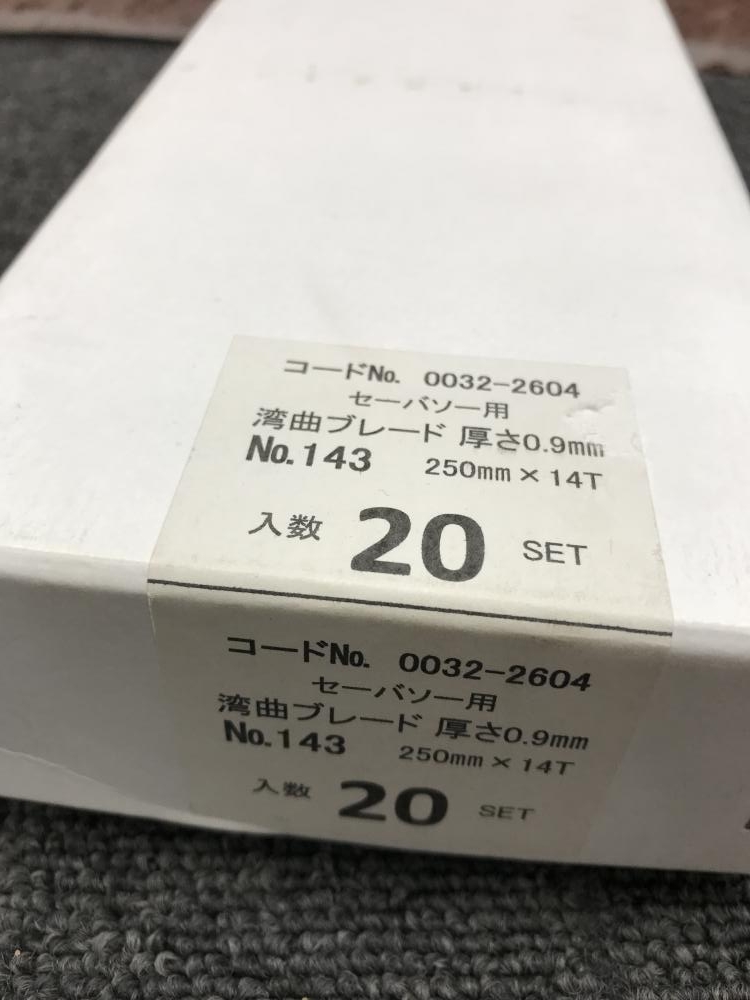 コードNo. 0032-2604
セーバソー用
湾曲ブレード 厚さ0.9mm
No.143 250mm×14T
入数 20 SET
コードNo. 0032-2604
セーバソー用
湾曲ブレード 厚さ0.9mm
No.143 250mm×14T
入数 20 SET